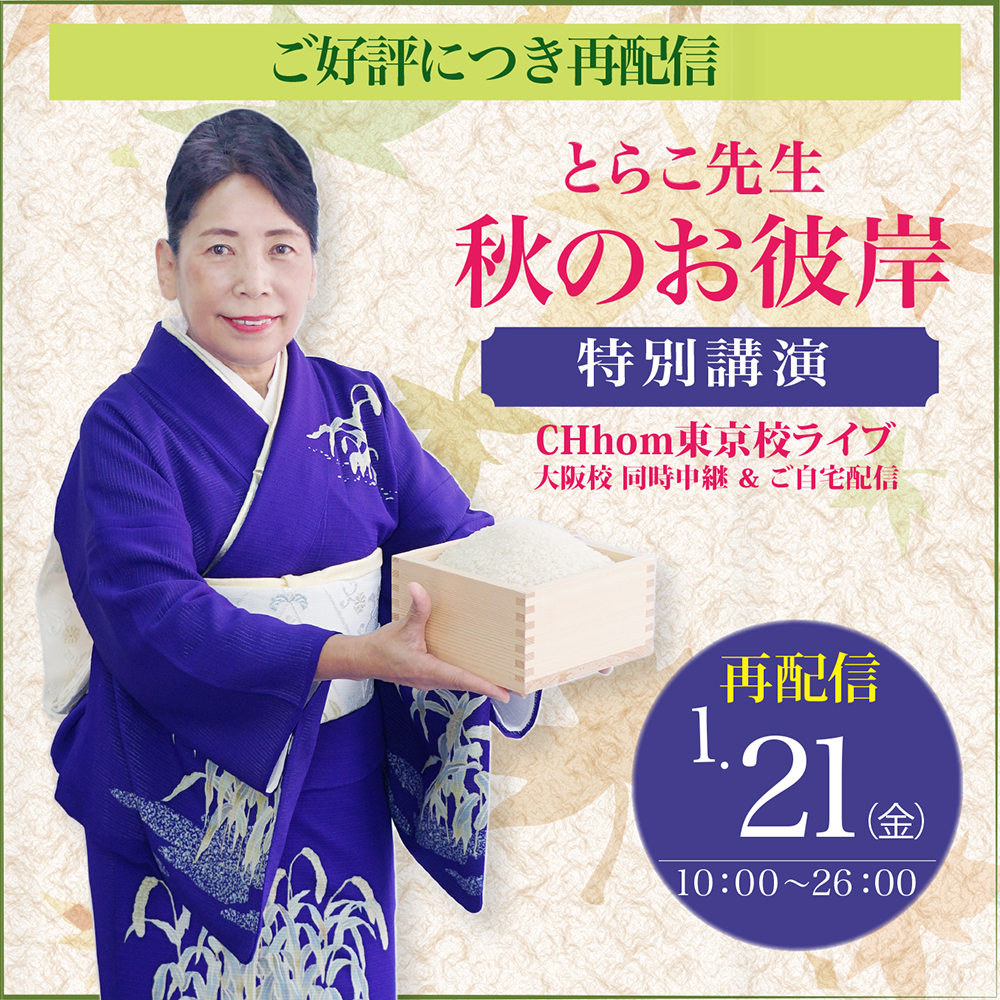 ご好評につき再配信
とらこ先生
秋のお彼岸
特別講演
CHhom東京校ライブ
大阪校 同時中継 & ご自宅配信
再配信
1.21(金)
10:00~26:00